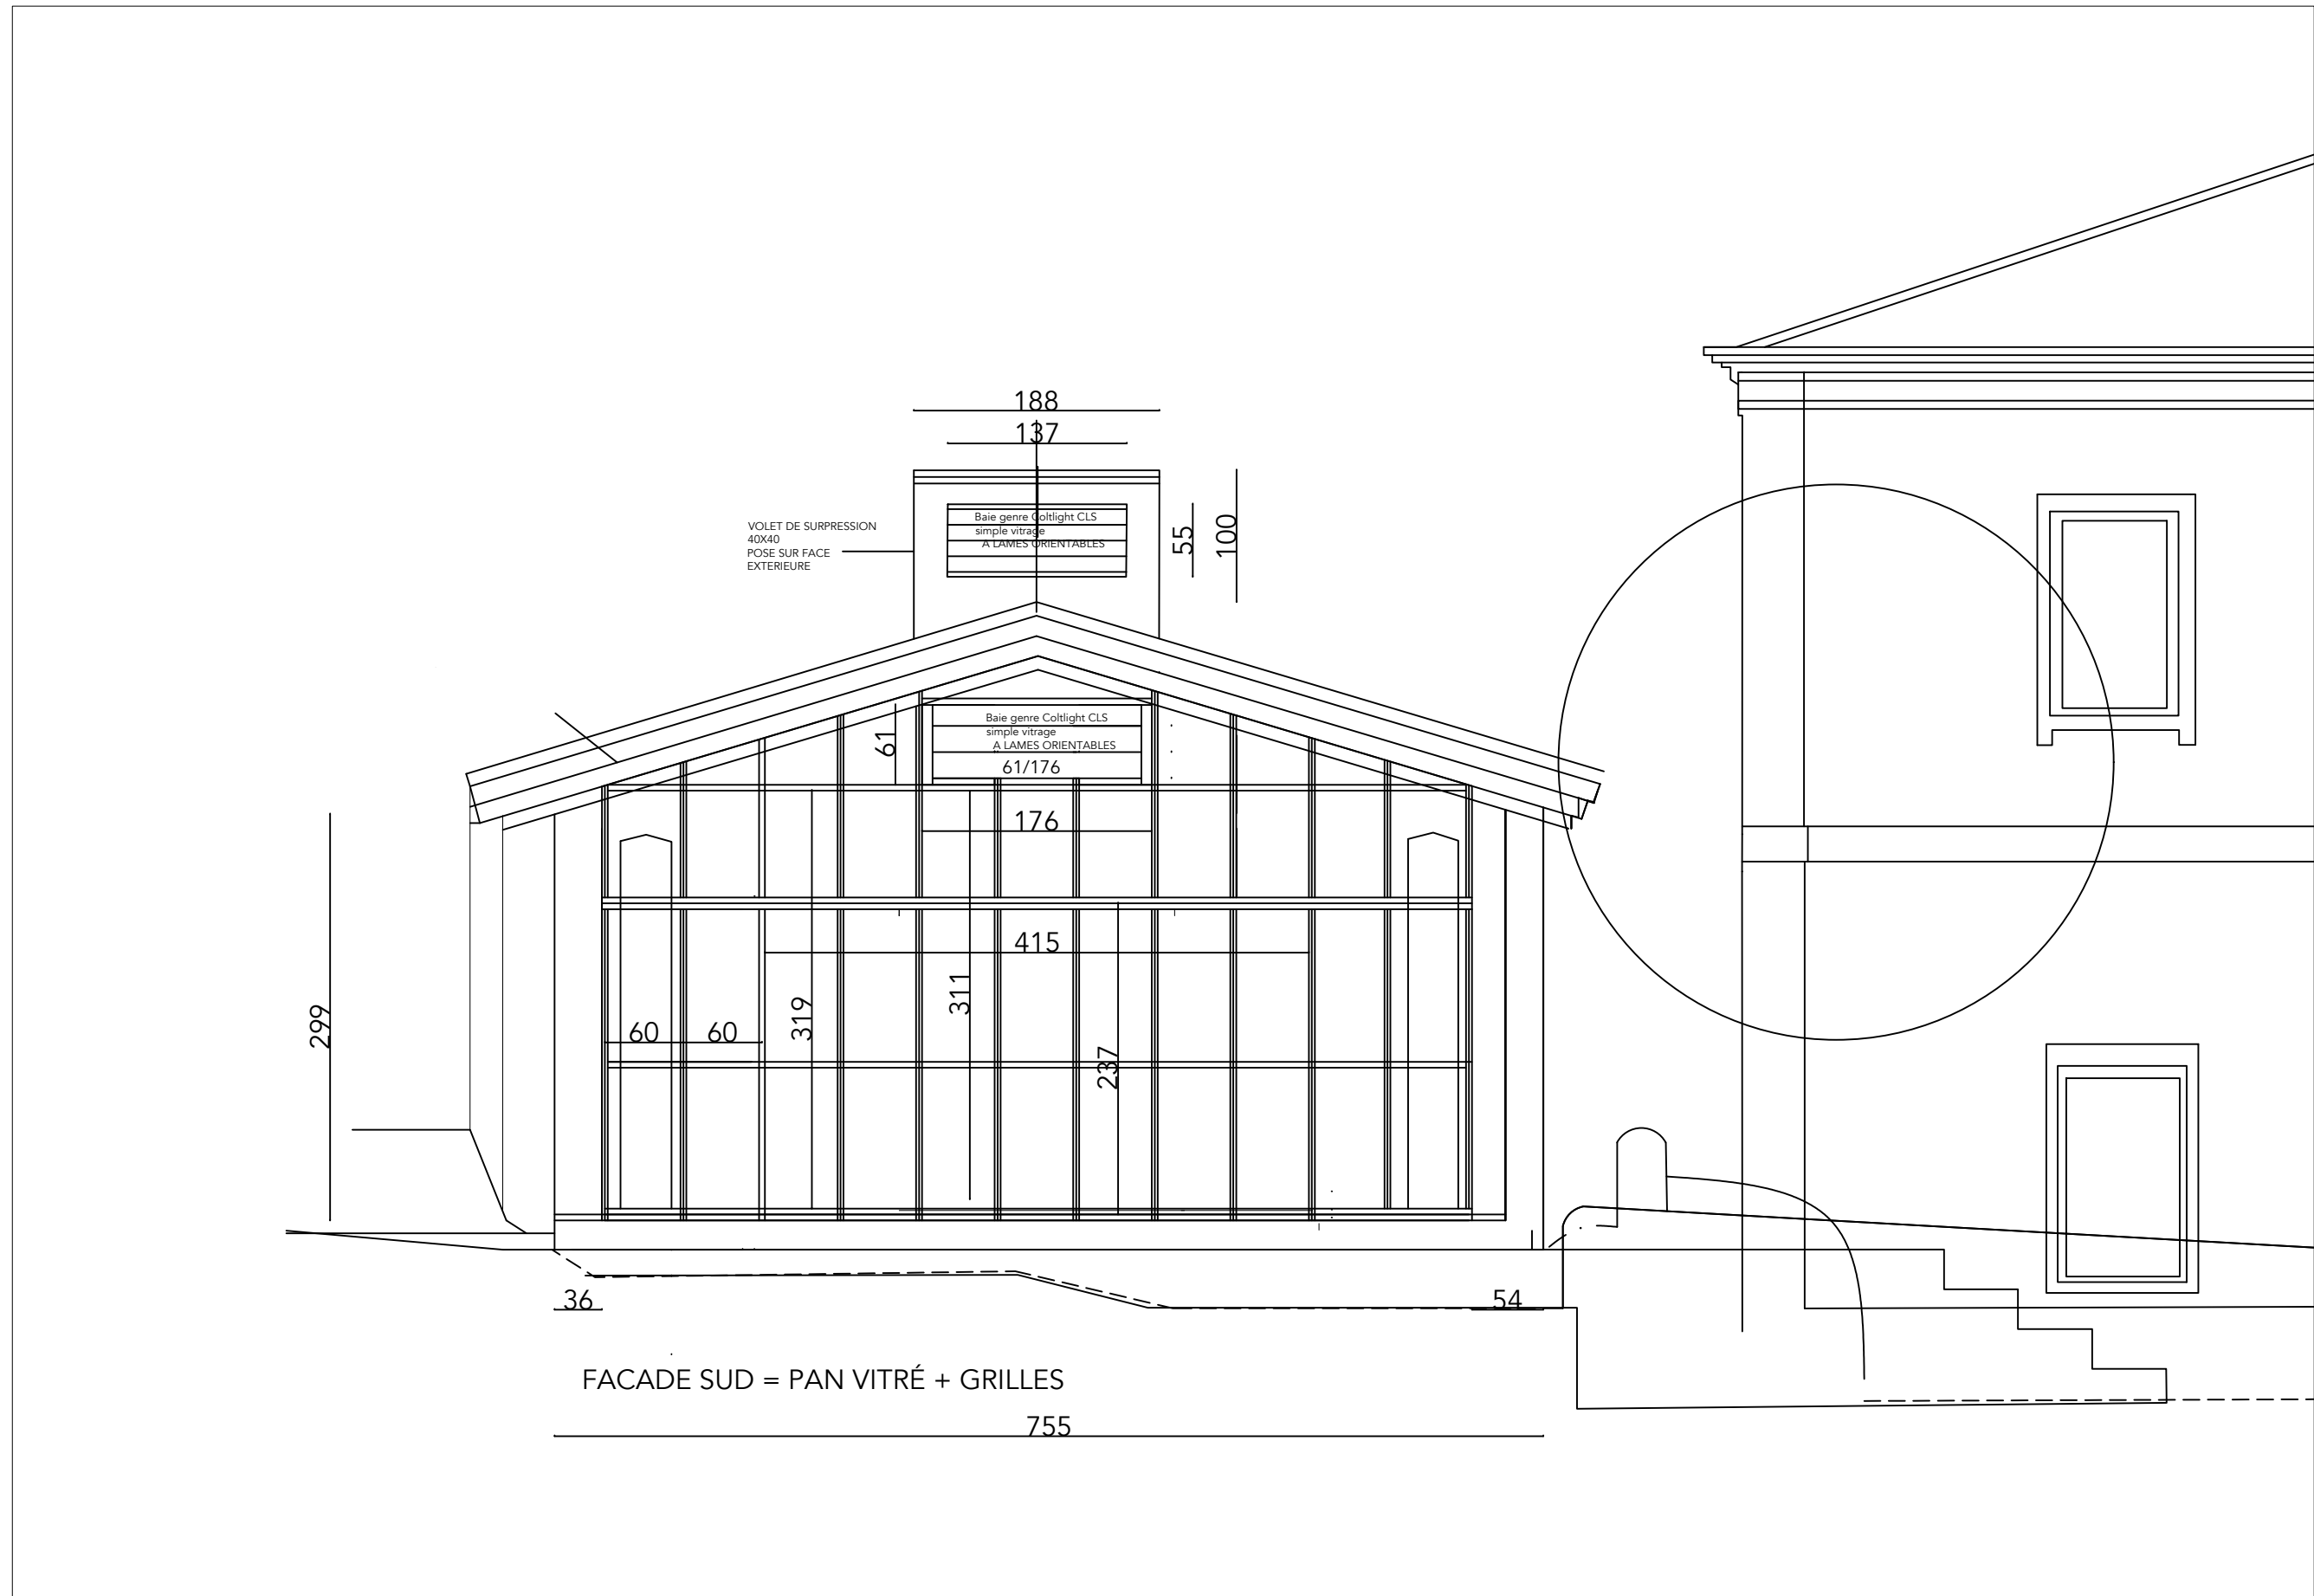 188
137
Baie genre Coltlight CLS
simple vitrage
A LAMES ORIENTABLES
VOLET DE SURPRESSION
40X40
POSE SUR FACE
EXTERIEURE
55
100
Baie genre Coltlight CLS
simple vitrage
A LAMES ORIENTABLES
61/176
61
176
415
299
60
60
319
311
237
36
54
FACADE SUD = PAN VITRÉ + GRILLES
755